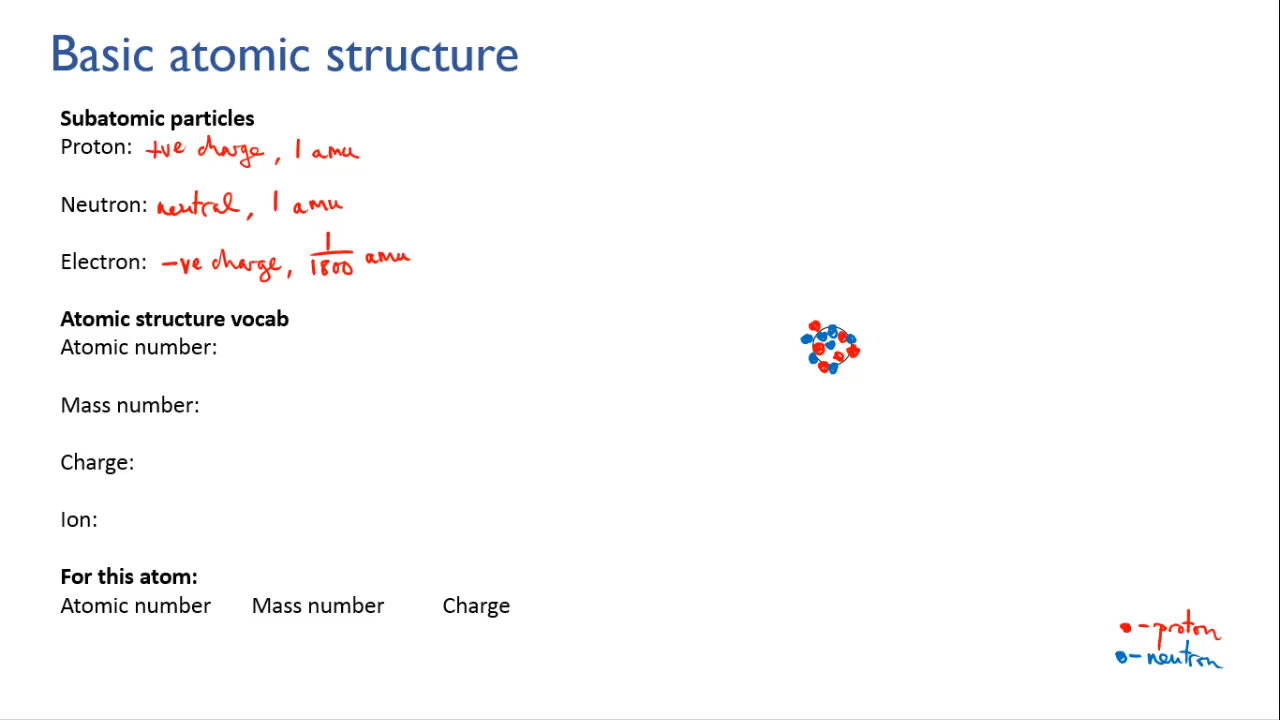 Basic atomic structure
Subatomic particles
Proton: +ve charge, 1 amu
Neutron: neutral, 1 amu
Electron: -ve charge, 1/1800 amu
Atomic structure vocab
Atomic number:
Mass number:
Charge:
Ion:
For this atom:
Atomic number Mass number Charge
- proton
- neutron